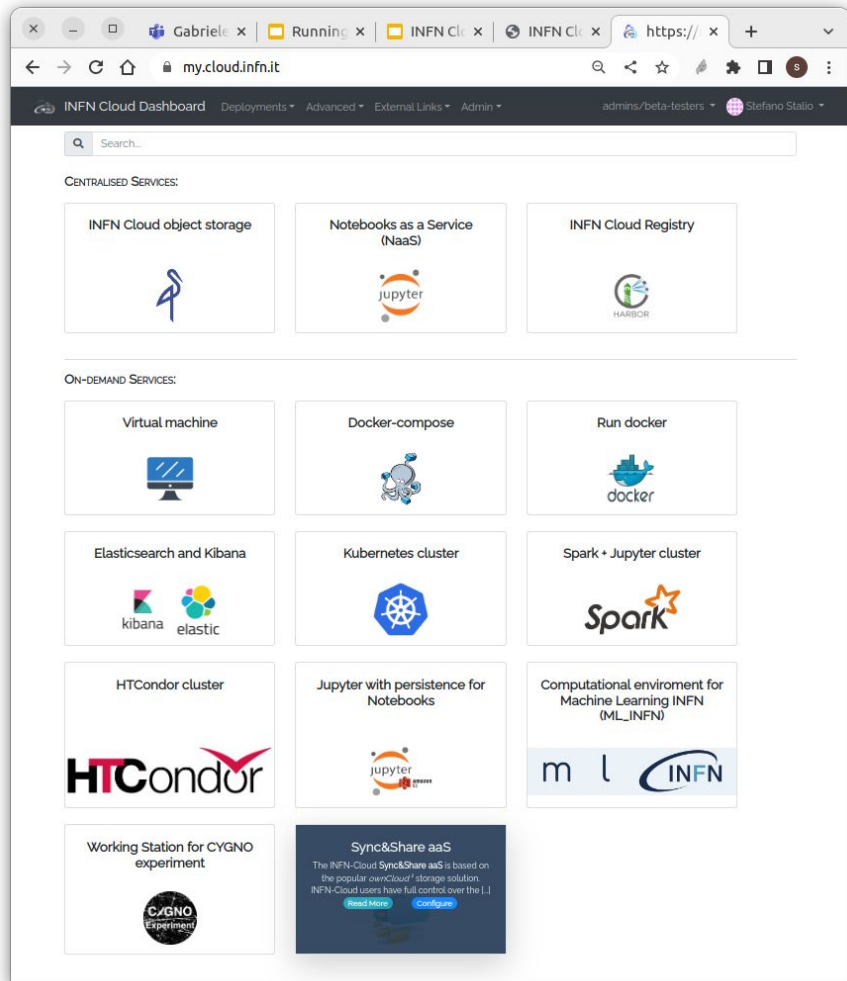 Gabriele
Running
INFN Clo
INFN Clo
https://
my.cloud.infn.it
S
INFN Cloud Dashboard Deployments Advanced External Links Admin admins/beta-testers Stefano Stalio
Search...
CENTRALISED SERVICES:
INFN Cloud object storage
Notebooks as a Service
(NaaS)
jupyter
INFN Cloud Registry
HARBOR
ON-DEMAND SERVICES:
Virtual machine
Docker-compose
Run docker
docker
Elasticsearch and Kibana
kibana
elastic
Kubernetes cluster
Spark + Jupyter cluster
Spark
HTCondor cluster
HTCondor
Jupyter with persistence for
Notebooks
jupyter
amazon
Computational enviroment for
Machine Learning INFN
(ML_INFN)
m l INFN
Working Station for CYGNO
experiment
CYGNO
Experiment
Sync&Share aaS
The INFN-Cloud Sync&Share aaS is based on
the popular ownCloud storage solution.
INFN-Cloud users have full control over the [...]
Read More Configure